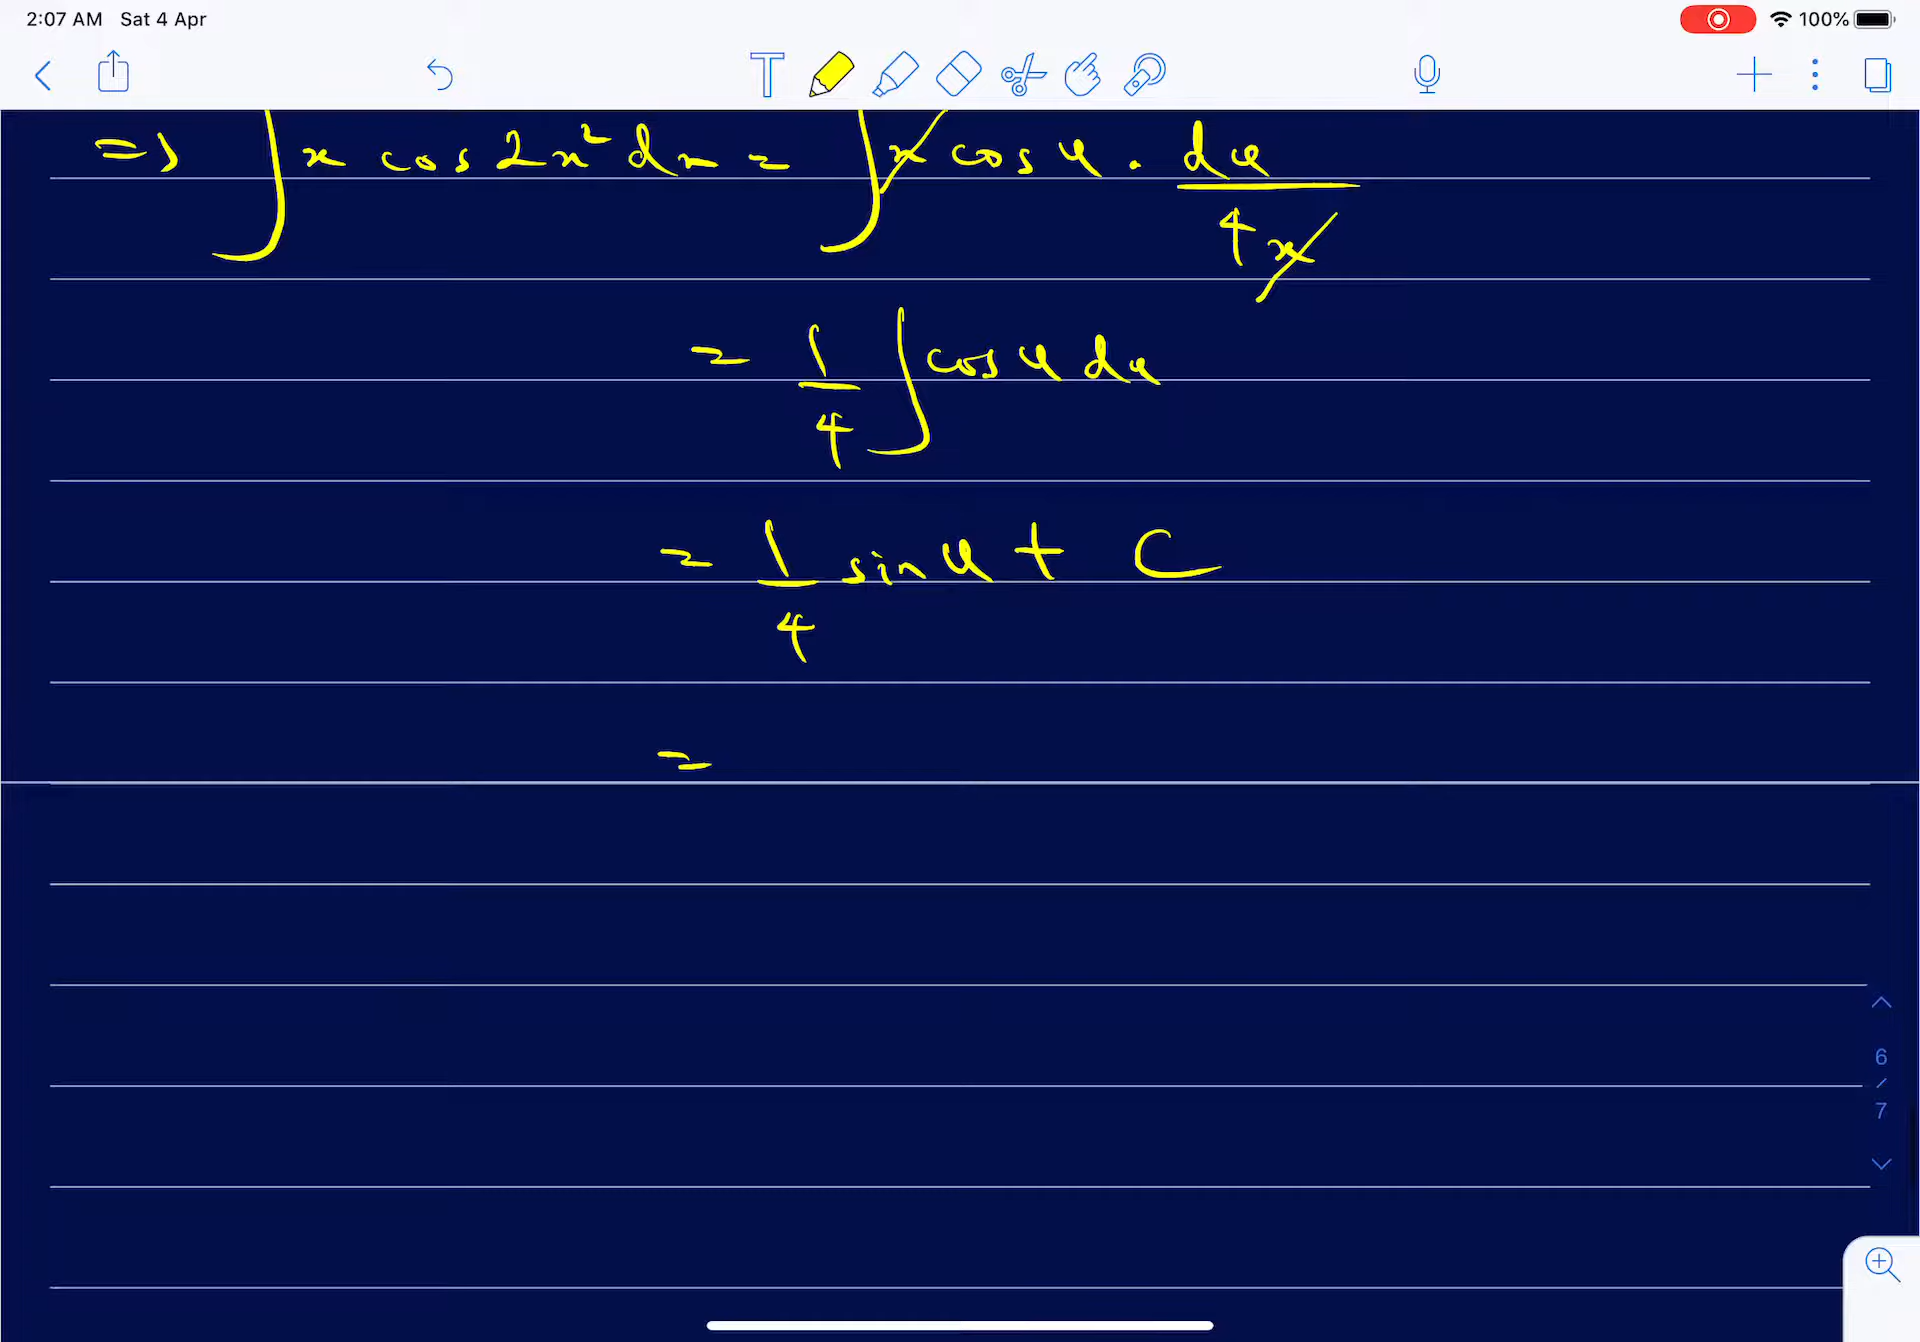 2:07 AM Sat 4 Apr 100%
T
=> ∫ x cos 2x² dx = ∫ x cos u . du / 4x
= 1/4 ∫ cos u du
= 1/4 sin u + C
=
6
/
7